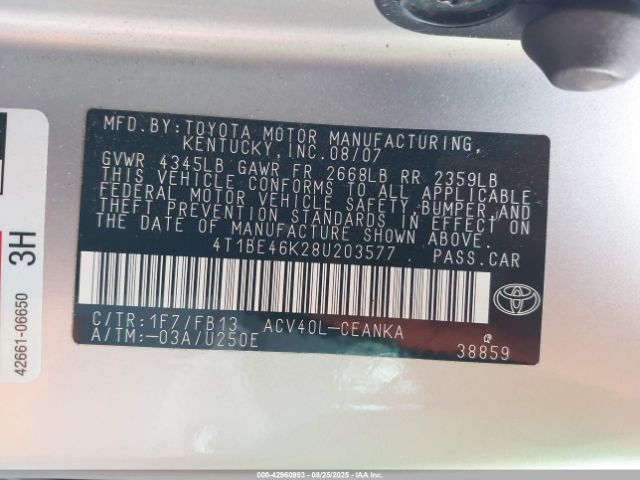 MFD.BY:TOYOTA MOTOR MANUFACTURING,
KENTUCKY,INC.08/07
GVWR 4345LB GAWR FR 2668LB RR 2359LB
THIS VEHICLE CONFORMS TO ALL APPLICABLE
FEDERAL MOTOR VEHICLE SAFETY,BUMPER,AND
THEFT PREVENTION STANDARDS IN EFFECT ON
THE DATE OF MANUFACTURE SHOWN ABOVE.
4T1BE46K28U203577 PASS.CAR
C/TR:1F7/FB13 ACV40L-CEANKA
A/TM:-03A/U250E
38859
3H
42661-06650
000-42960993 - 08/25/2025 - IAAI.CA